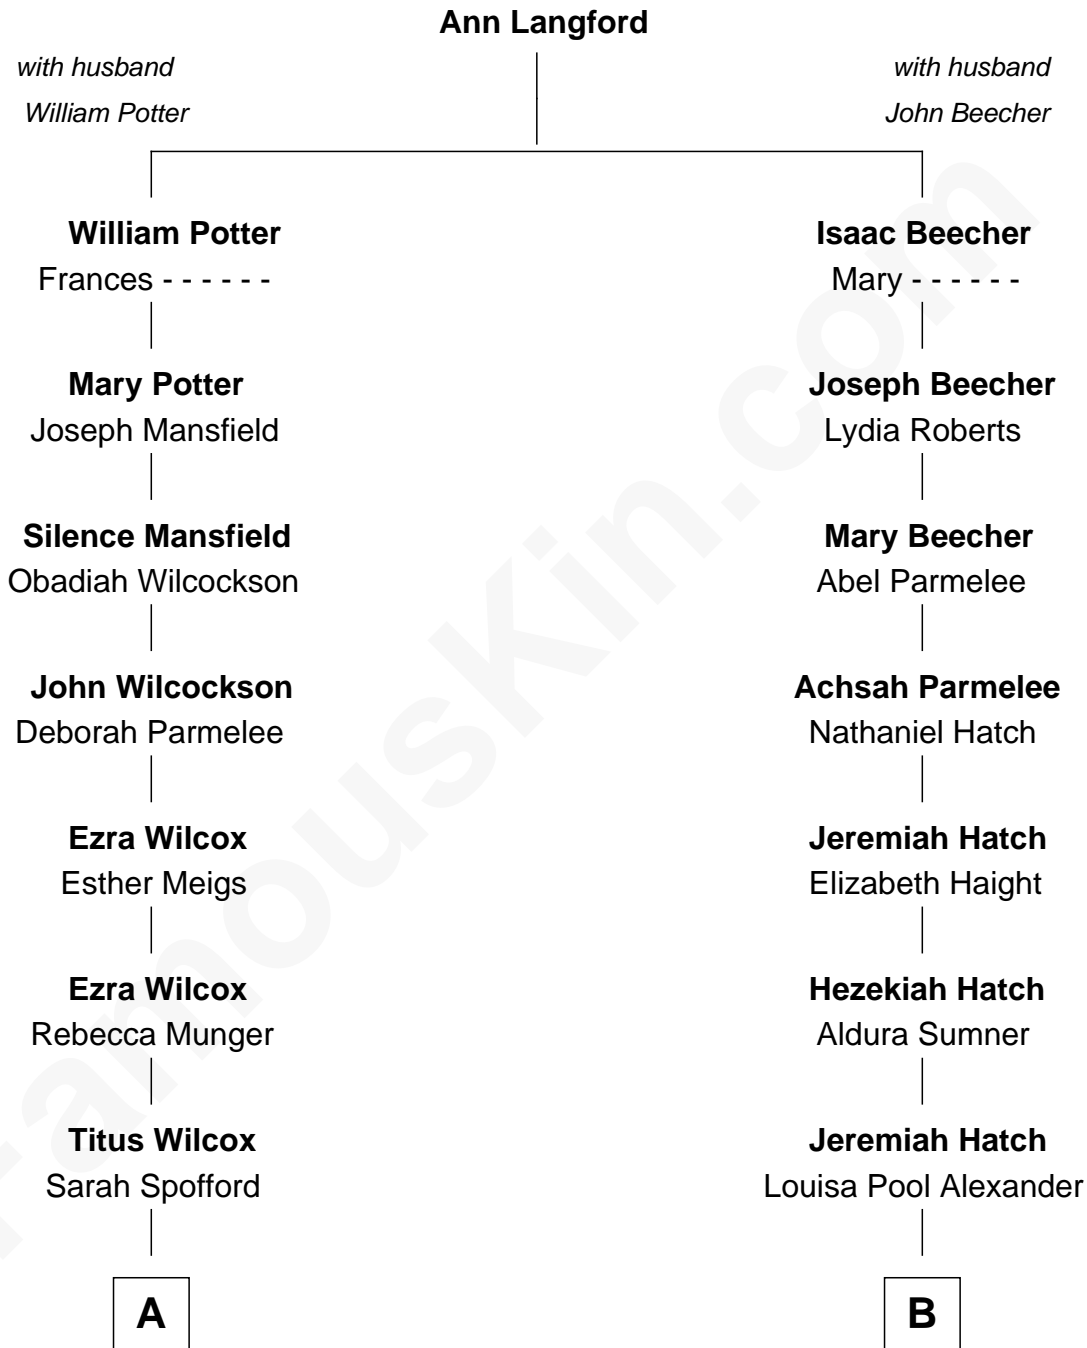 Ann Langford
with husband
William Potter
with husband
John Beecher
William Potter
Frances - - - - - -
Isaac Beecher
Mary - - - - - -
Mary Potter
Joseph Mansfield
Joseph Beecher
Lydia Roberts
Silence Mansfield
Obadiah Wilcockson
Mary Beecher
Abel Parmelee
John Wilcockson
Deborah Parmelee
Achsah Parmelee
Nathaniel Hatch
Ezra Wilcox
Esther Meigs
Jeremiah Hatch
Elizabeth Haight
Ezra Wilcox
Rebecca Munger
Hezekiah Hatch
Aldura Sumner
Titus Wilcox
Sarah Spofford
Jeremiah Hatch
Louisa Pool Alexander
A
B
FamousKin.com